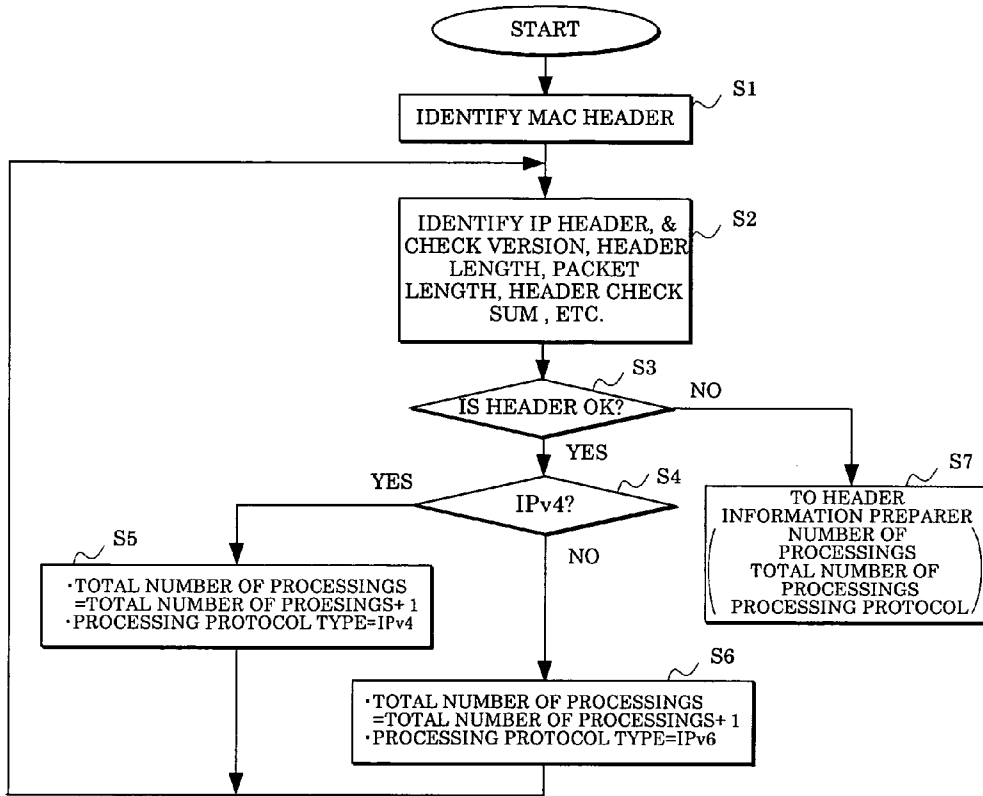 START
S1
IDENTIFY MAC HEADER
S2
IDENTIFY IP HEADER, &
CHECK VERSION, HEADER
LENGTH, PACKET
LENGTH, HEADER CHECK
SUM , ETC.
S3
IS HEADER OK?
NO
YES
S4
IPv4?
YES
NO
S7
TO HEADER
INFORMATION PREPARER
NUMBER OF
PROCESSINGS
TOTAL NUMBER OF
PROCESSINGS
PROCESSING PROTOCOL
S5
·TOTAL NUMBER OF PROCESSINGS
=TOTAL NUMBER OF PROESINGS+ 1
·PROCESSING PROTOCOL TYPE=IPv4
S6
·TOTAL NUMBER OF PROCESSINGS
=TOTAL NUMBER OF PROCESSINGS+ 1
·PROCESSING PROTOCOL TYPE=IPv6